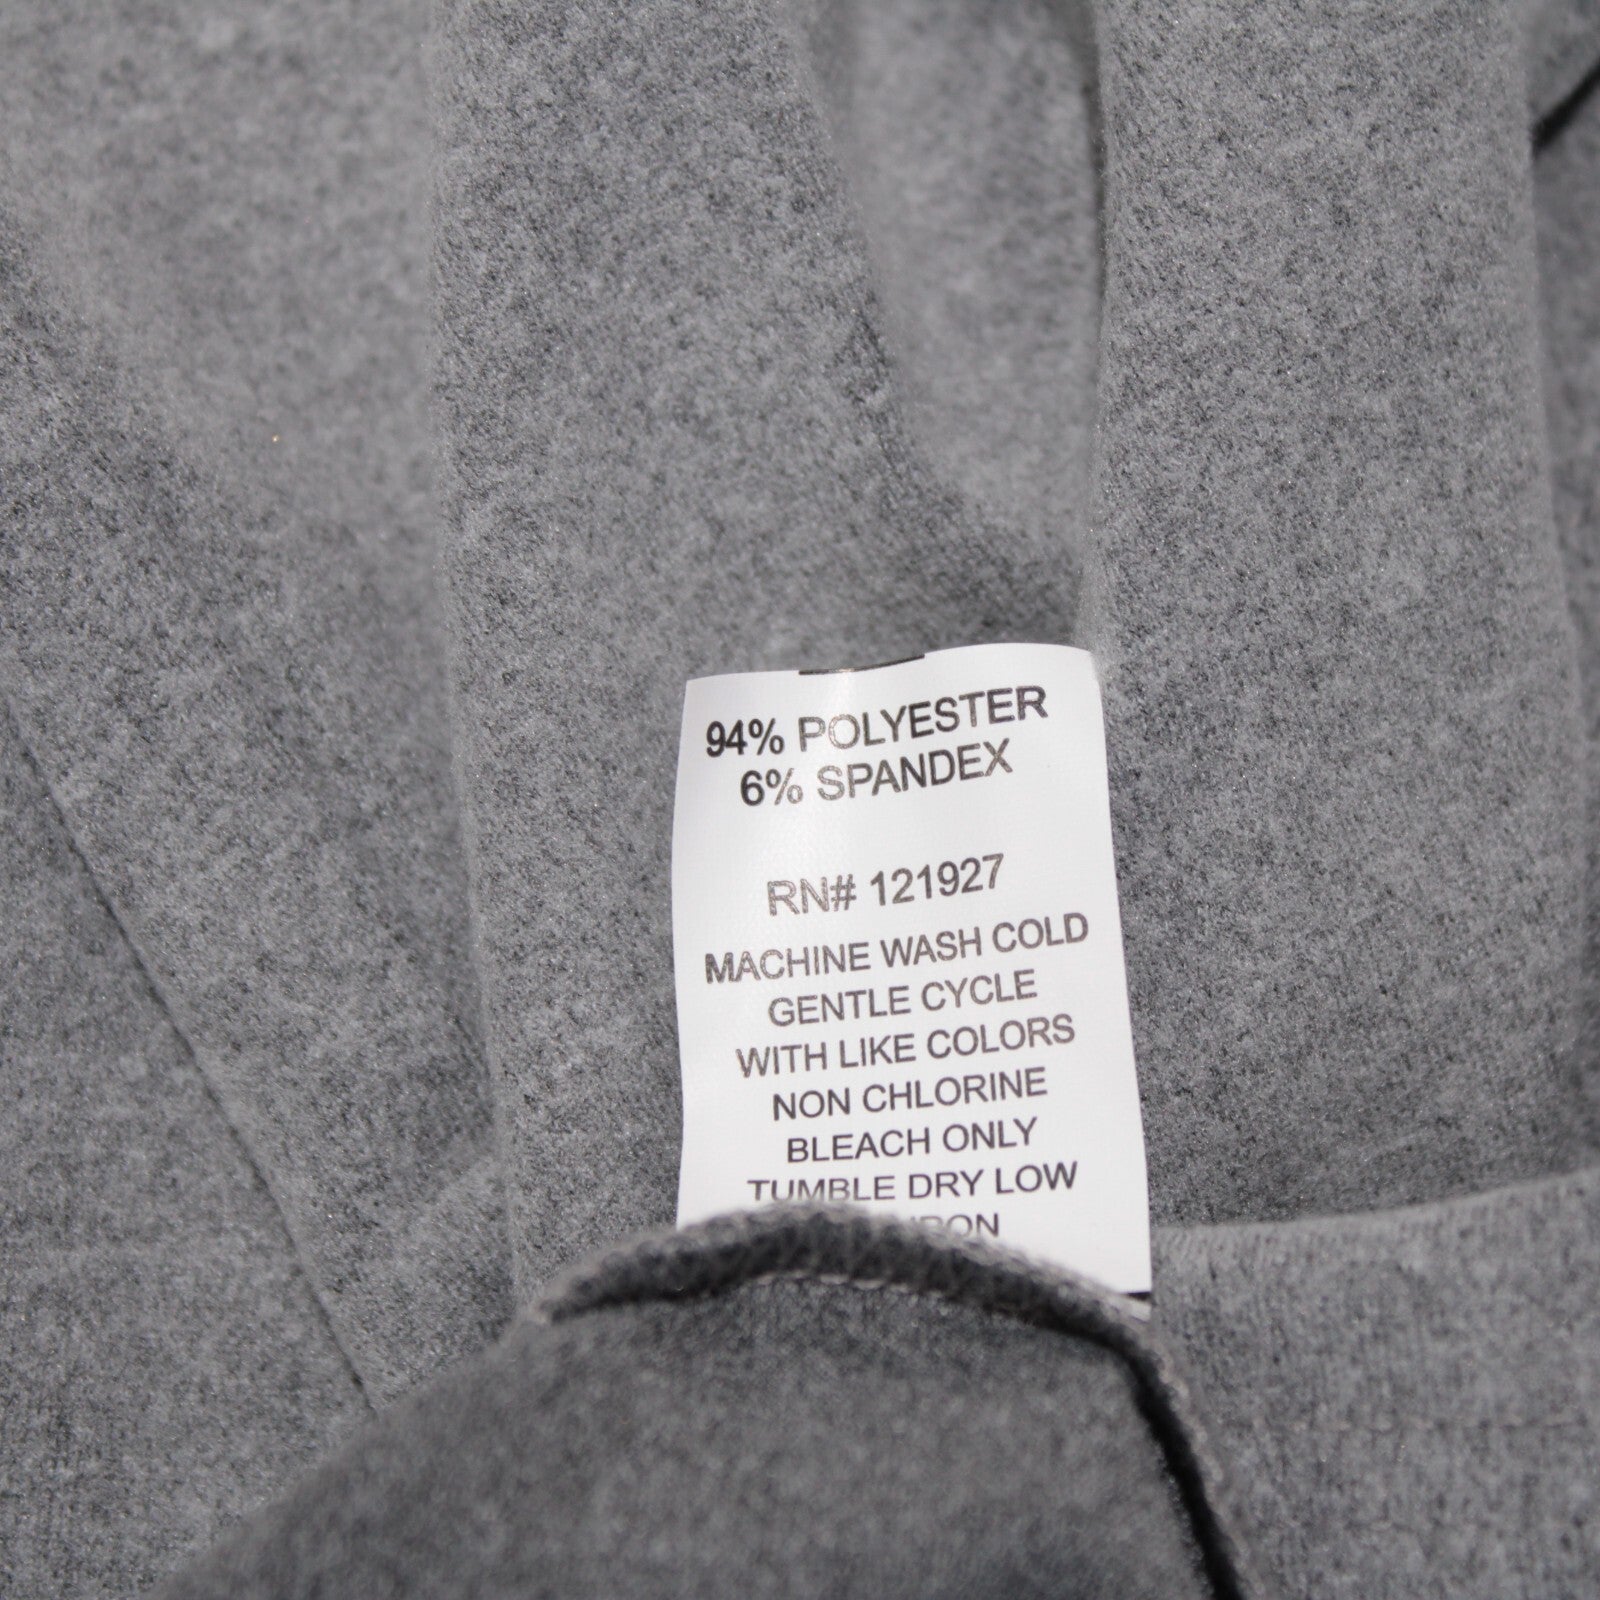 94% POLYESTER
6% SPANDEX
RN# 121927
MACHINE WASH COLD
GENTLE CYCLE
WITH LIKE COLORS
NON CHLORINE
BLEACH ONLY
TUMBLE DRY LOW
IRON